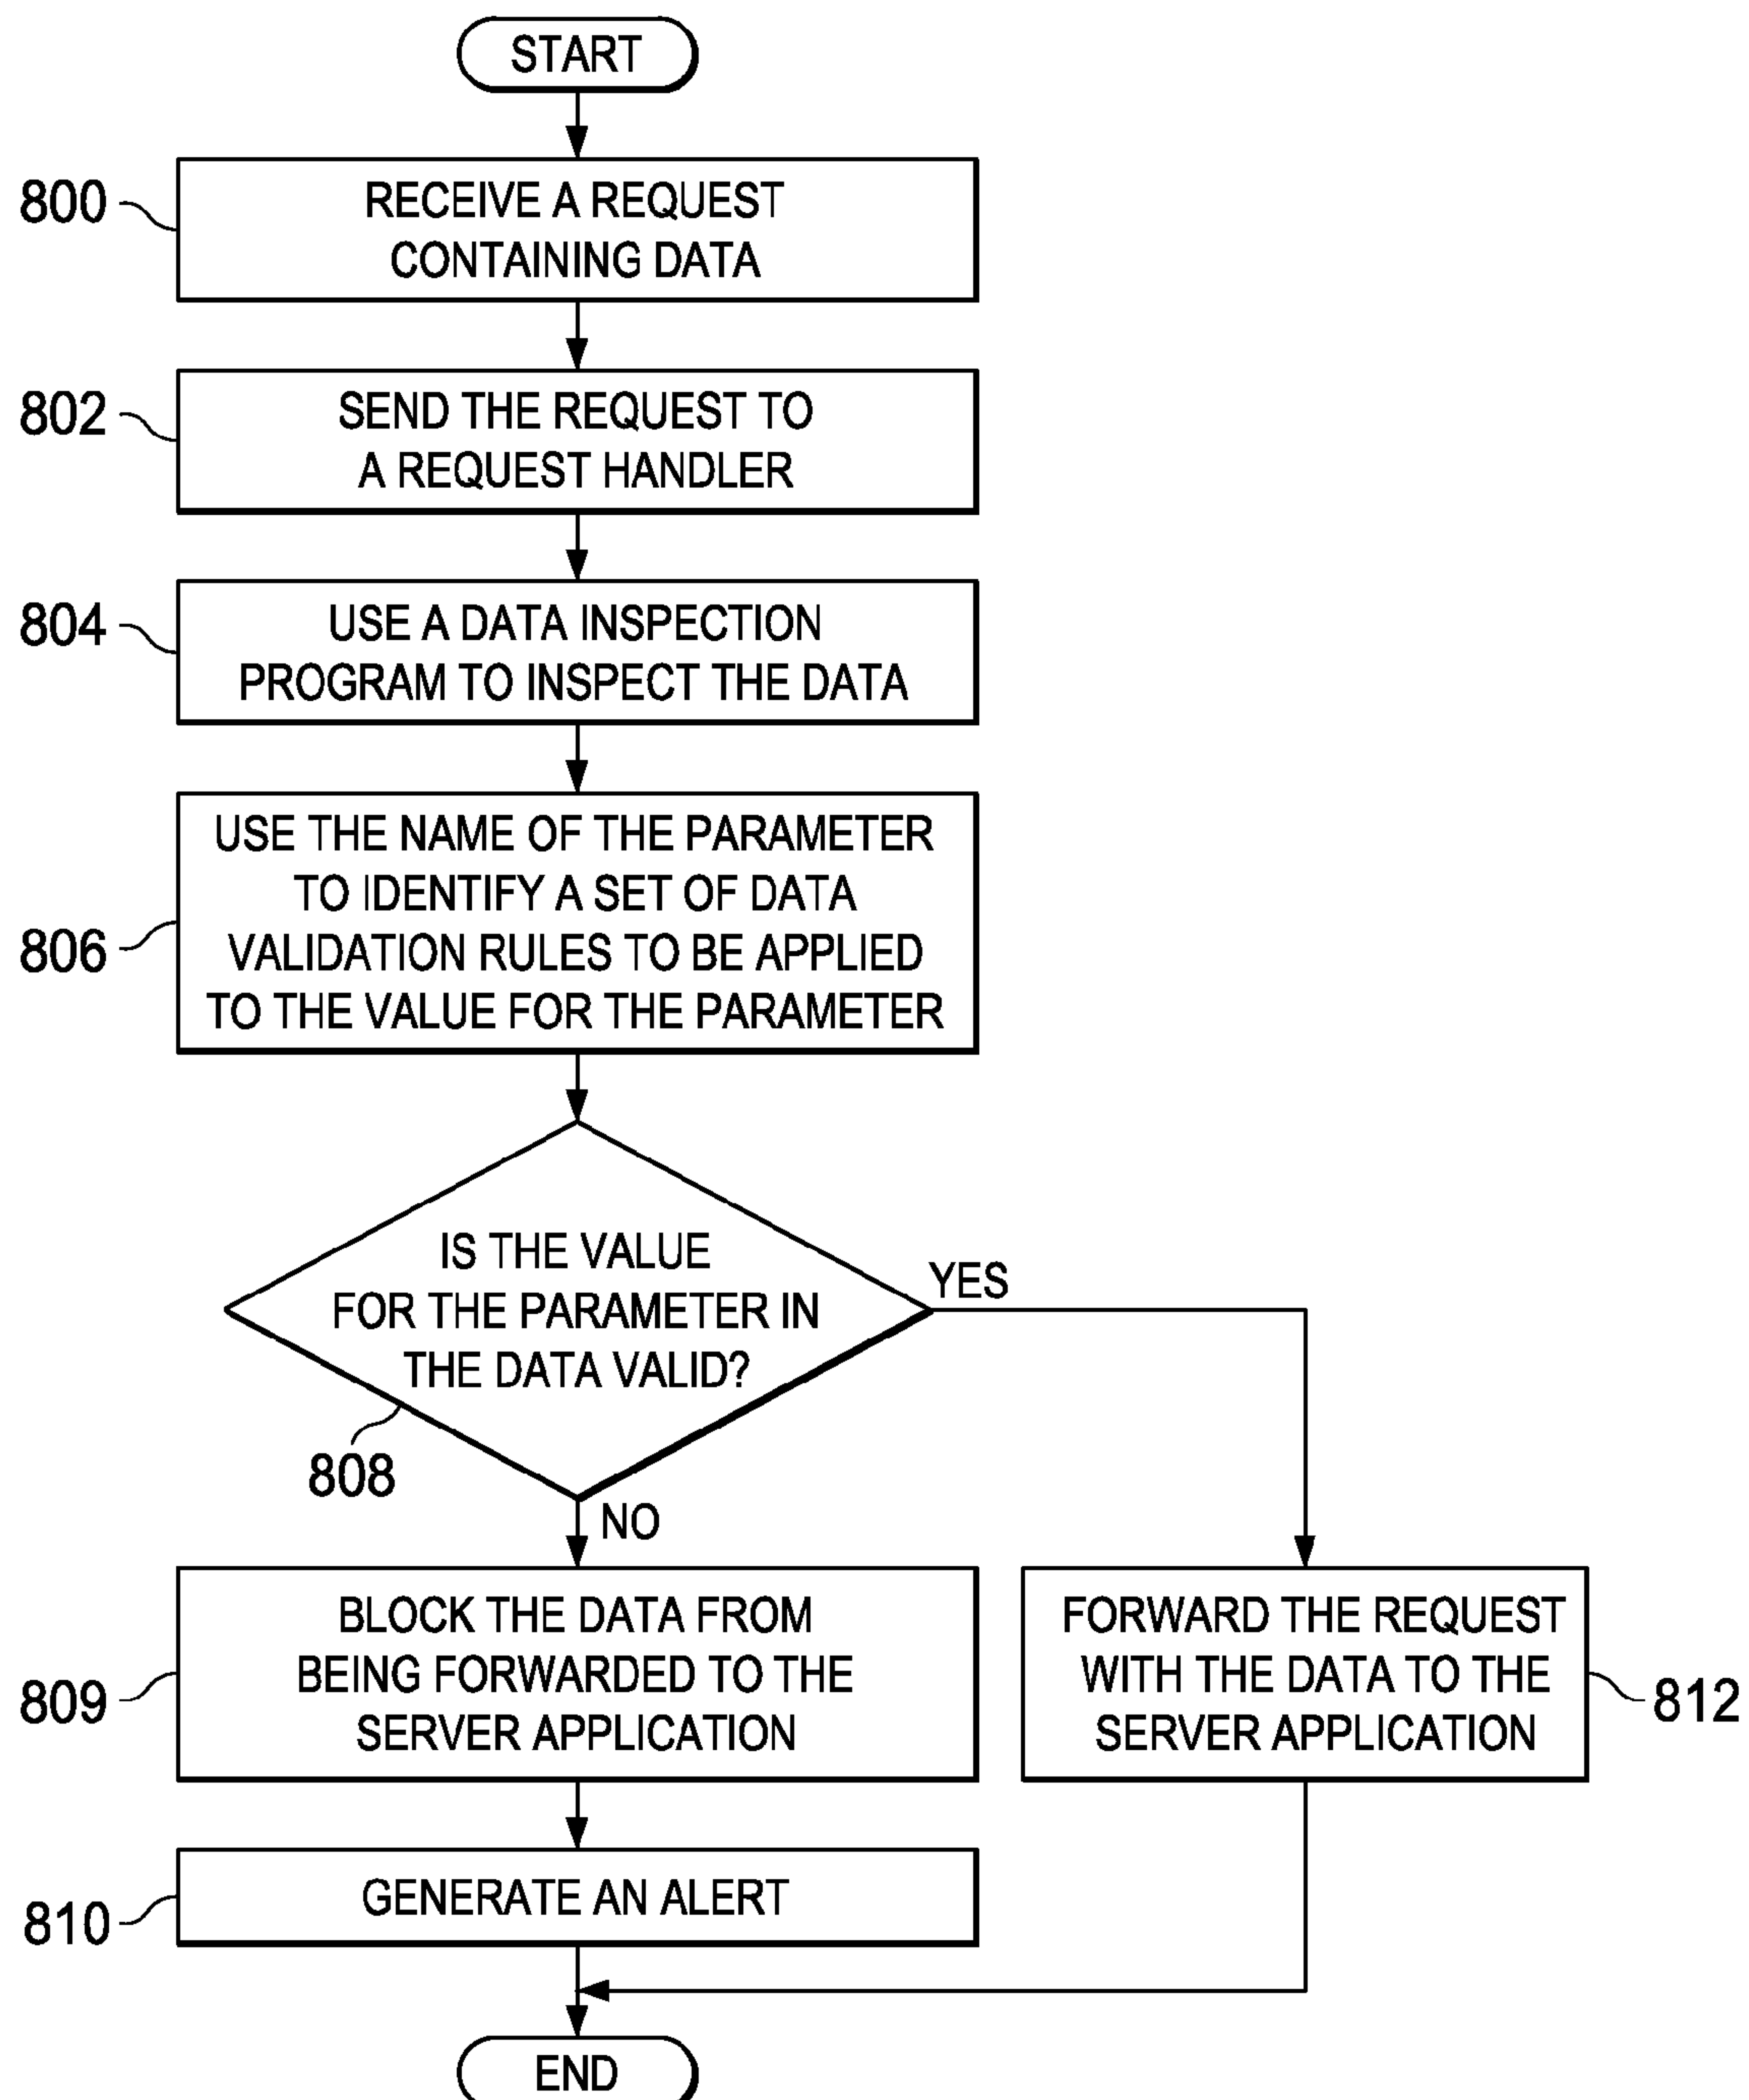 START
800
RECEIVE A REQUEST
CONTAINING DATA
802
SEND THE REQUEST TO
A REQUEST HANDLER
804
USE A DATA INSPECTION
PROGRAM TO INSPECT THE DATA
806
USE THE NAME OF THE PARAMETER
TO IDENTIFY A SET OF DATA
VALIDATION RULES TO BE APPLIED
TO THE VALUE FOR THE PARAMETER
IS THE VALUE
FOR THE PARAMETER IN
THE DATA VALID?
YES
808
NO
809
BLOCK THE DATA FROM
BEING FORWARDED TO THE
SERVER APPLICATION
FORWARD THE REQUEST
WITH THE DATA TO THE
SERVER APPLICATION
812
810
GENERATE AN ALERT
END